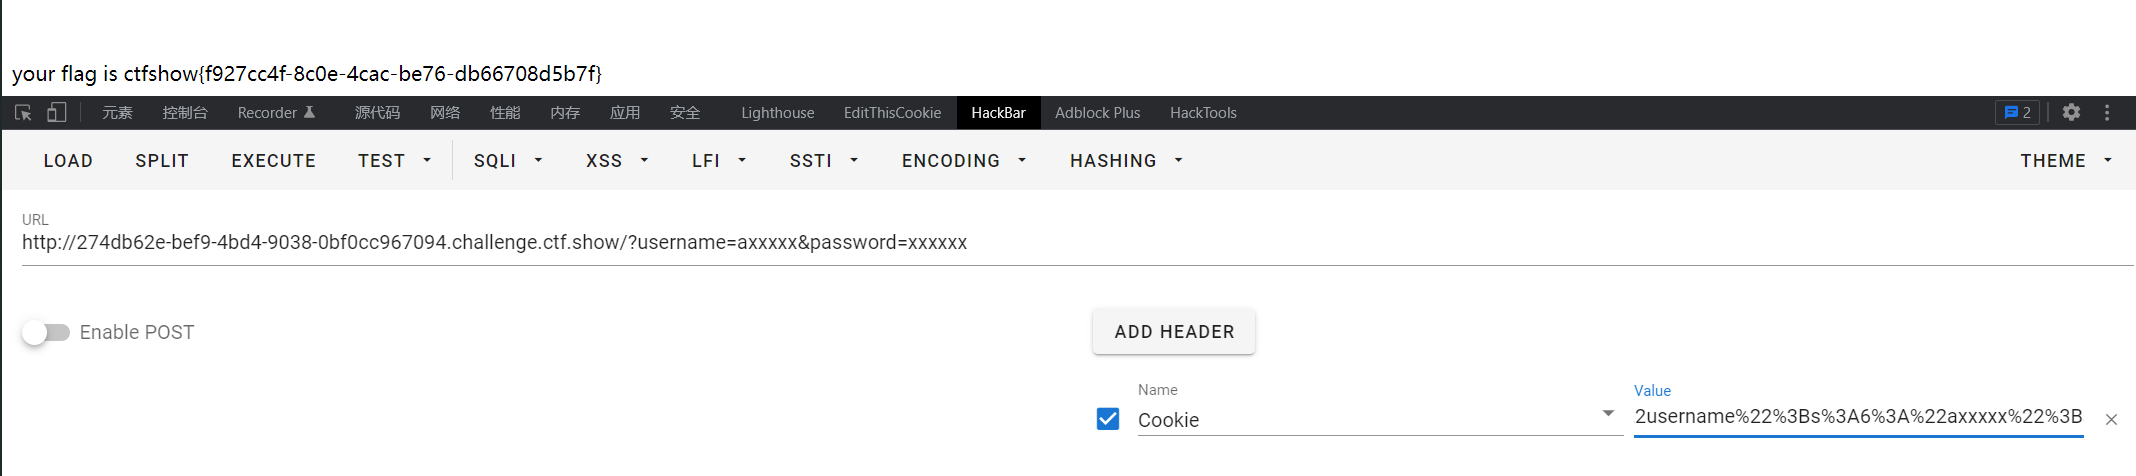 your flag is ctfshow{f927cc4f-8c0e-4cac-be76-db66708d5b7f}
元素 控制台 Recorder 源代码 网络 性能 内存 应用 安全 Lighthouse EditThisCookie HackBar Adblock Plus HackTools 2
LOAD SPLIT EXECUTE TEST SQLI XSS LFI SSTI ENCODING HASHING THEME
URL
http://274db62e-bef9-4bd4-9038-0bf0cc967094.challenge.ctf.show/?username=axxxxx&password=xxxxxx
Enable POST
ADD HEADER
Name Value
Cookie 2username%22%3Bs%3A6%3A%22axxxxx%22%3B